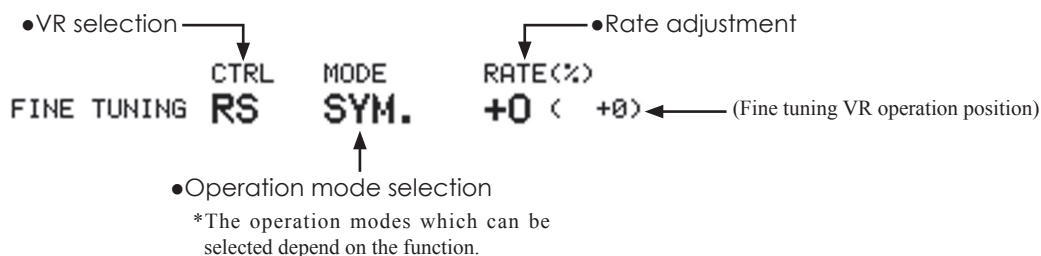 ●VR selection
●Rate adjustment
CTRL MODE RATE(%)
FINE TUNING RS SYM. +0 ( +0) (Fine tuning VR operation position)
●Operation mode selection
*The operation modes which can be
selected depend on the function.